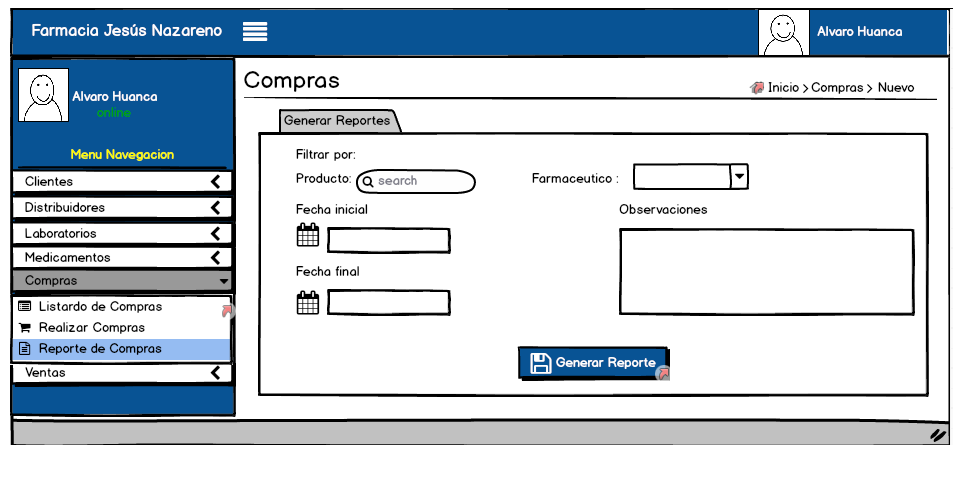 Farmacia Jesús Nazareno
Alvaro Huanca
Alvaro Huanca
online
Menu Navegacion
Clientes
Distribuidores
Laboratorios
Medicamentos
Compras
Listardo de Compras
Realizar Compras
Reporte de Compras
Ventas
Compras
Inicio > Compras > Nuevo
Generar Reportes
Filtrar por:
Producto: search
Farmaceutico :
Fecha inicial
Observaciones
Fecha final
Generar Reporte